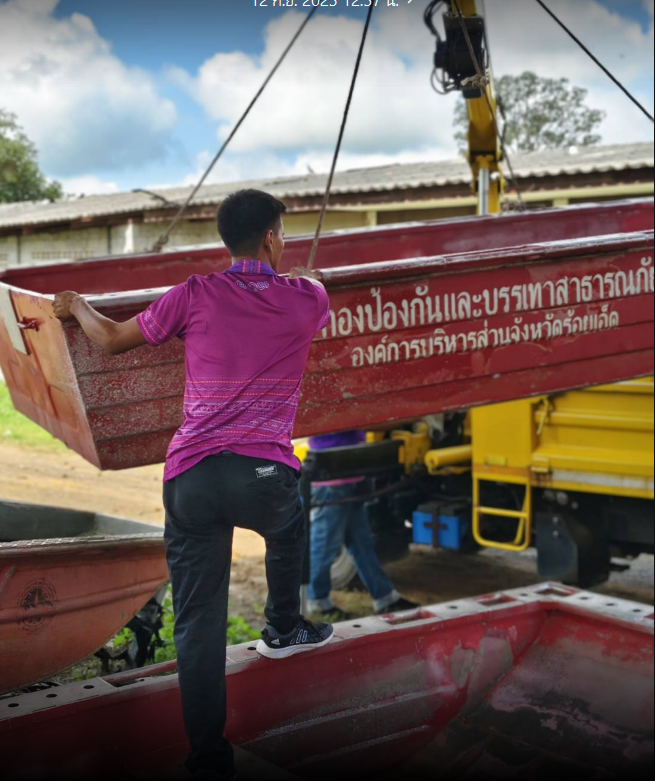 12 ก.ย. 2023 12:37 น.
กองป้องกันและบรรเทาสาธารณภัย
องค์การบริหารส่วนจังหวัดร้อยเอ็ด